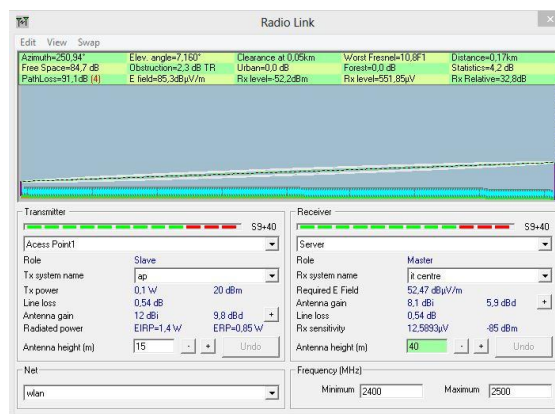 Radio Link
Edit View Swap
Azimuth=250,94° Elev. angle=7,160° Clearance at 0,05km Worst Fresnel=10,8F1 Distance=0,17km
Free Space=84,7 dB Obstruction=2,3 dB TR Urban=0,0 dB Forest=0,0 dB Statistics=4,2 dB
PathLoss=91,1dB (4) E field=85,3dBµV/m Rx level=-52,2dBm Rx level=551,85µV Rx Relative=32,8dB
Transmitter
S9+40
Acess Point1
Role Slave
Tx system name ap
Tx power 0,1 W 20 dBm
Line loss 0,54 dB
Antenna gain 12 dBi 9,8 dBd +
Radiated power EIRP=1,4 W ERP=0,85 W
Antenna height (m) 15 - + Undo
Receiver
S9+40
Server
Role Master
Rx system name it centre
Required E Field 52,47 dBµV/m
Antenna gain 8,1 dBi 5,9 dBd +
Line loss 0,54 dB
Rx sensitivity 12,5893µV -85 dBm
Antenna height (m) 40 - + Undo
Net
wlan
Frequency (MHz)
Minimum 2400 Maximum 2500